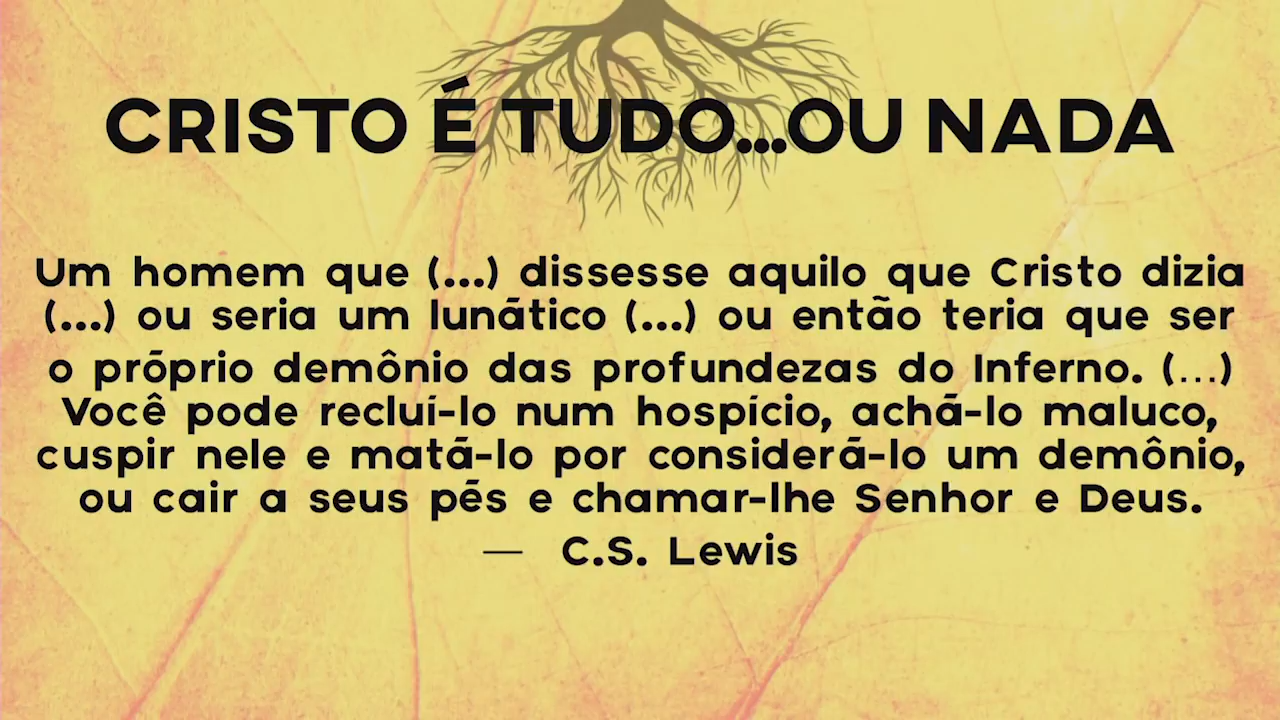 CRISTO É TUDO...OU NADA
Um homem que (...) dissesse aquilo que Cristo dizia
(...) ou seria um lunático (...) ou então teria que ser
o próprio demônio das profundezas do Inferno. (...)
Você pode recluí-lo num hospício, achá-lo maluco,
cuspir nele e matá-lo por considerá-lo um demônio,
ou cair a seus pés e chamar-lhe Senhor e Deus.
— C.S. Lewis